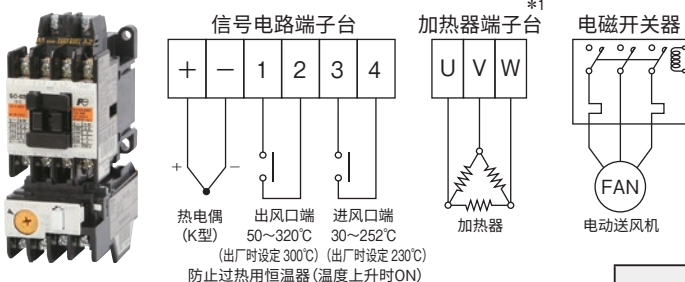 *1
信号电路端子台
加热器端子台
电磁开关器
+ − 1 2 3 4
U V W
+ −
FAN
热电偶
(K型)
出风口端
50～320℃
(出厂时设定 300℃)
进风口端
30～252℃
(出厂时设定 230℃)
防止过热用恒温器(温度上升时ON)
加热器
电动送风机